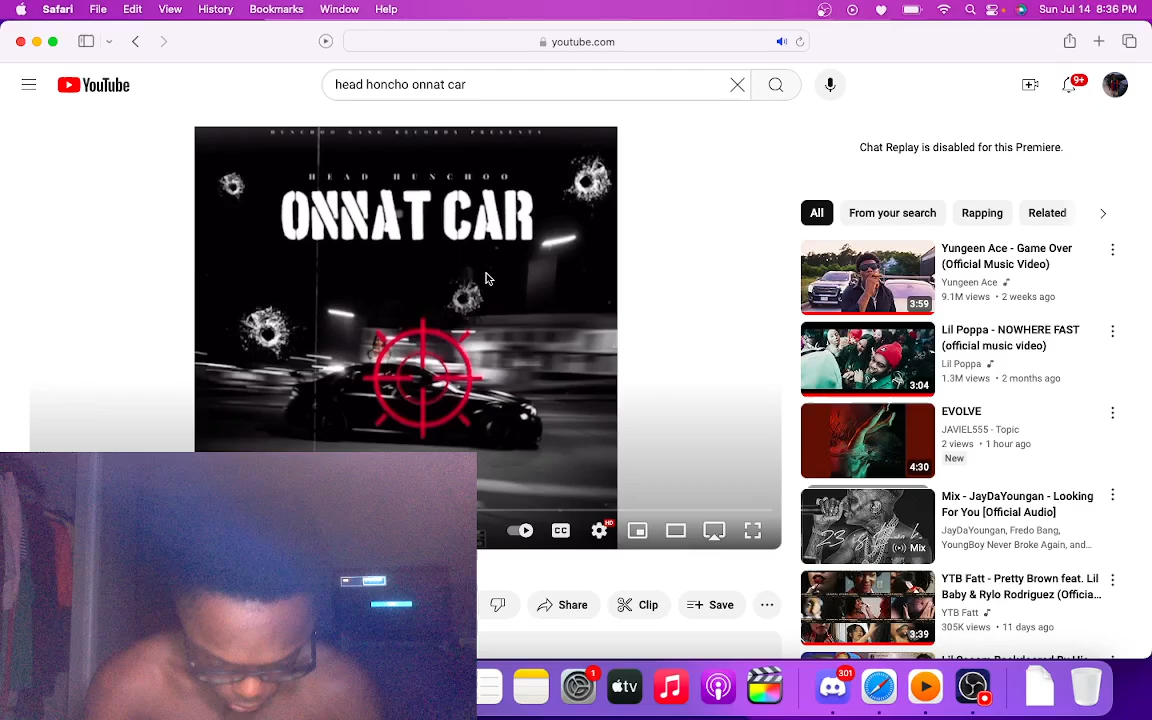 Safari File Edit View History Bookmarks Window Help Sun Jul 14 8:36 PM
youtube.com
YouTube
head honcho onnat car
9+
HUNCHOO GANG RECORDS PRESENTS
HEAD HUNCHOO
ONNAT CAR
CC
HD
Share
Clip
Save
Chat Replay is disabled for this Premiere.
All
From your search
Rapping
Related
Yungeen Ace - Game Over
(Official Music Video)
Yungeen Ace
9.1M views • 2 weeks ago
3:59
Lil Poppa - NOWHERE FAST
(official music video)
Lil Poppa
1.3M views • 2 months ago
3:04
EVOLVE
JAVIEL555 - Topic
2 views • 1 hour ago
New
4:30
Mix - JayDaYoungan - Looking
For You [Official Audio]
JayDaYoungan, Fredo Bang,
YoungBoy Never Broke Again, and...
23
Mix
YTB Fatt - Pretty Brown feat. Lil
Baby & Rylo Rodriguez (Officia...
YTB Fatt
305K views • 11 days ago
3:39
1
tv
301